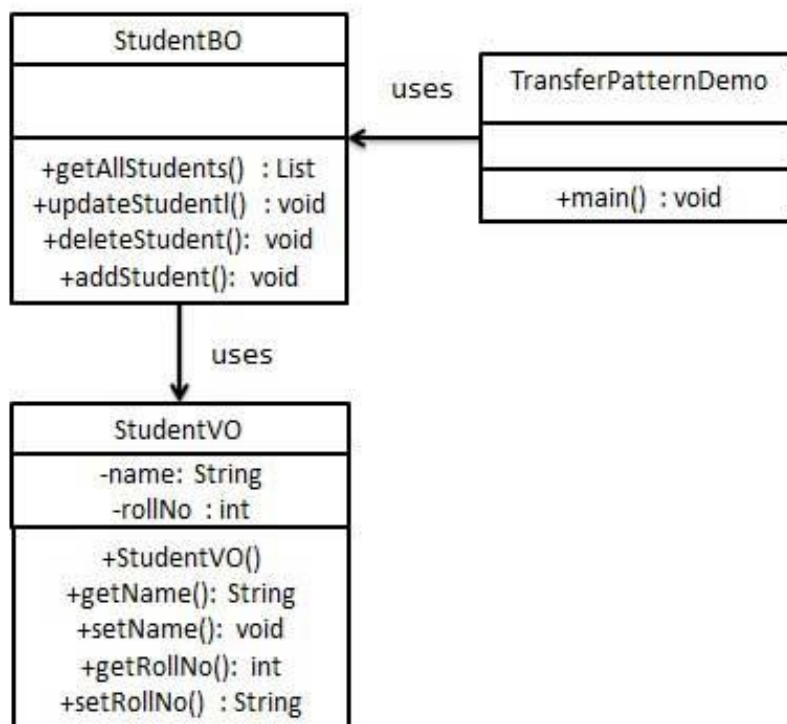 StudentBO
+getAllStudents() : List
+updateStudentl() : void
+deleteStudent(): void
+addStudent(): void
uses
TransferPatternDemo
+main() : void
uses
StudentVO
-name: String
-rollNo : int
+StudentVO()
+getName(): String
+setName(): void
+getRollNo(): int
+setRollNo() : String